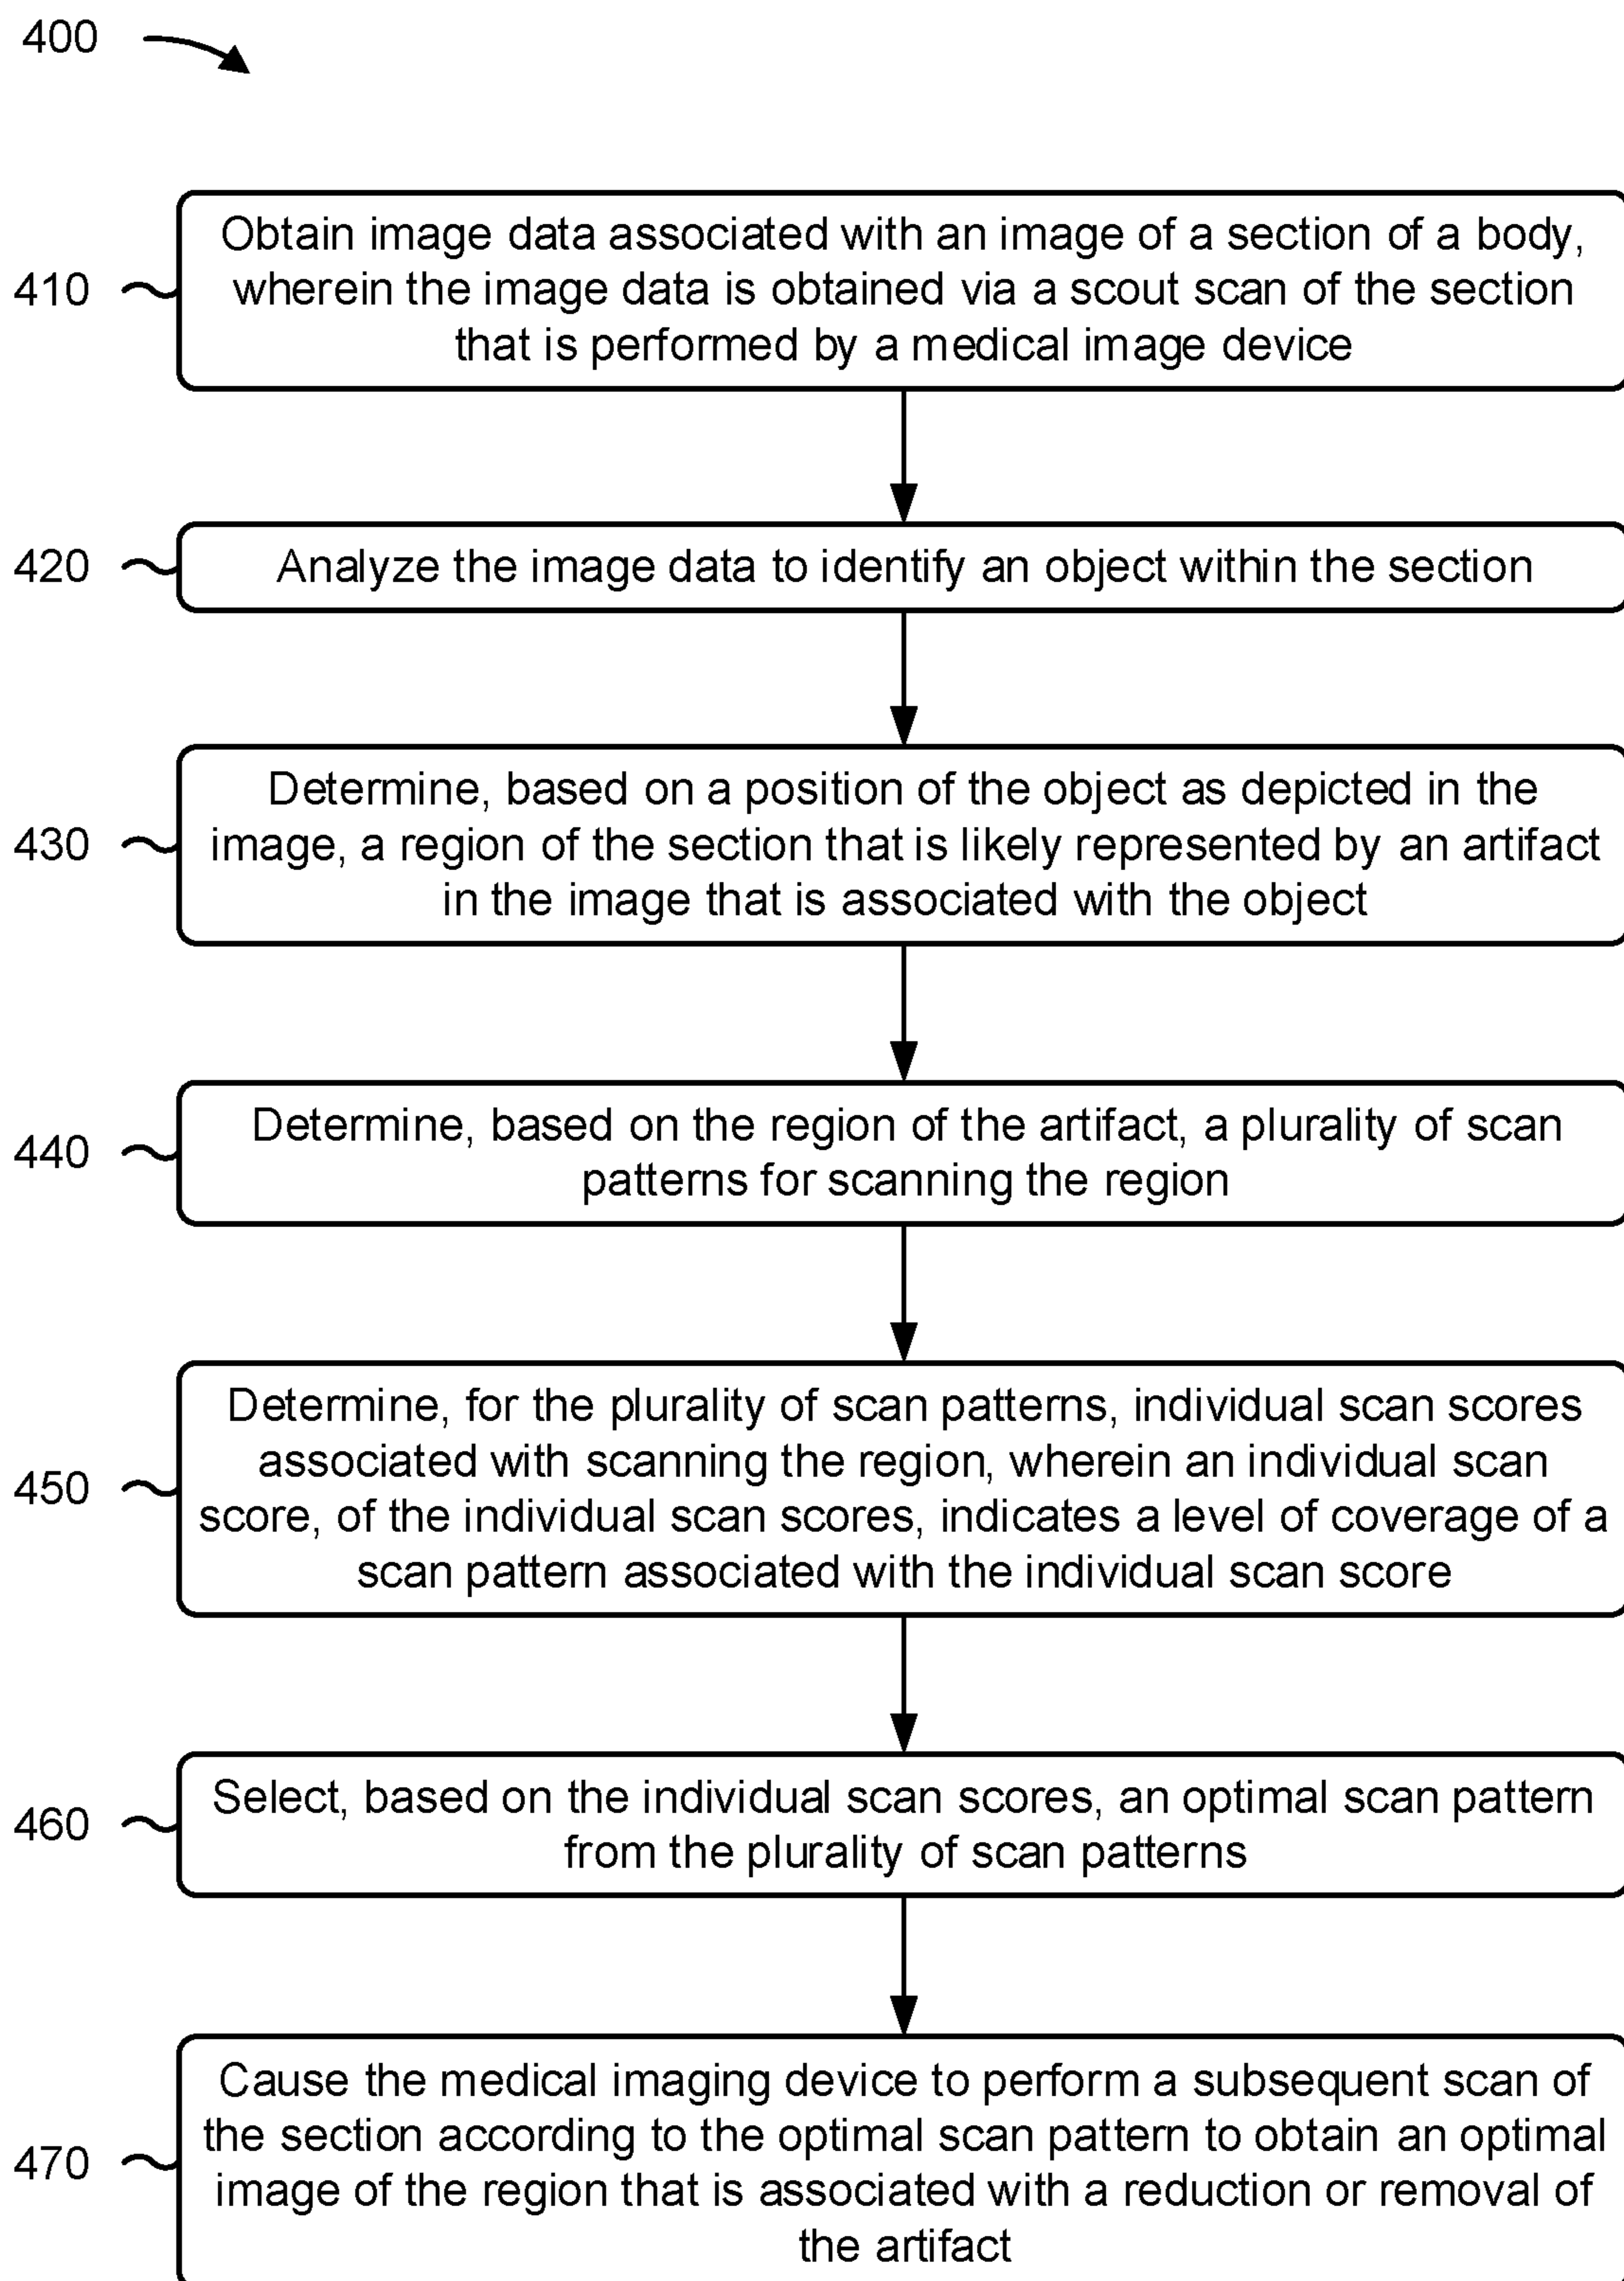 400
410
Obtain image data associated with an image of a section of a body,
wherein the image data is obtained via a scout scan of the section
that is performed by a medical image device
420
Analyze the image data to identify an object within the section
430
Determine, based on a position of the object as depicted in the
image, a region of the section that is likely represented by an artifact
in the image that is associated with the object
440
Determine, based on the region of the artifact, a plurality of scan
patterns for scanning the region
450
Determine, for the plurality of scan patterns, individual scan scores
associated with scanning the region, wherein an individual scan
score, of the individual scan scores, indicates a level of coverage of a
scan pattern associated with the individual scan score
460
Select, based on the individual scan scores, an optimal scan pattern
from the plurality of scan patterns
470
Cause the medical imaging device to perform a subsequent scan of
the section according to the optimal scan pattern to obtain an optimal
image of the region that is associated with a reduction or removal of
the artifact